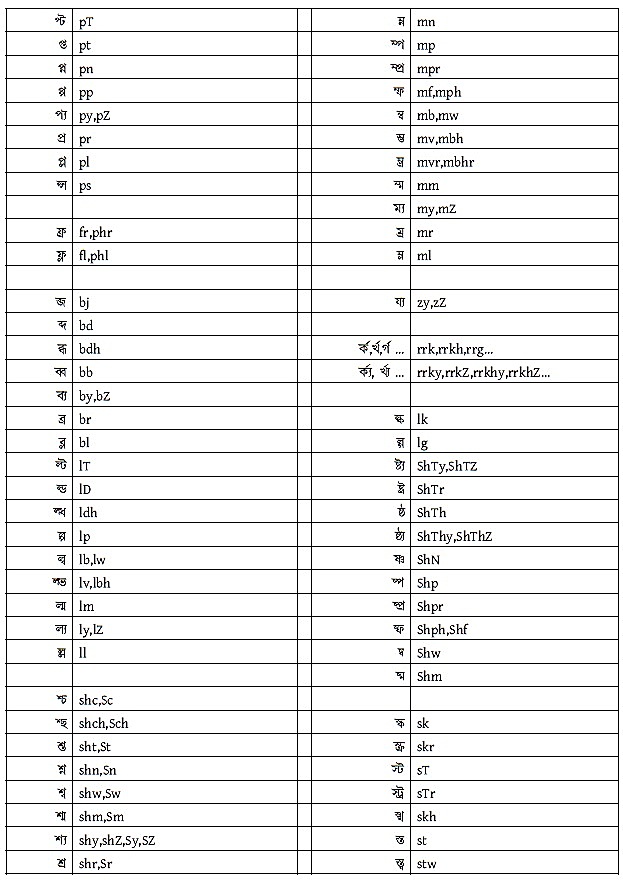 প্ট pT ম্ন mn
প্ত pt ম্প mp
প্ন pn ম্প্র mpr
প্প pp ম্ফ mf,mph
প্য py,pZ ম্ব mb,mw
প্র pr ম্ভ mv,mbh
প্ল pl ম্ভ্র mvr,mbhr
প্স ps ম্ম mm
ম্য my,mZ
ফ্র fr,phr ম্র mr
ফ্ল fl,phl ম্ল ml
ব্জ bj য্য zy,zZ
ব্দ bd
ব্ধ bdh র্ক,র্খ,র্গ ... rrk,rrkh,rrg...
ব্ব bb র্ক্য, র্খ্য ... rrky,rrkZ,rrkhy,rrkhZ...
ব্য by,bZ
ব্র br ল্ক lk
ব্ল bl ল্গ lg
ল্ট lT ষ্ট্য ShTy,ShTZ
ল্ড lD ষ্ট্র ShTr
ল্ধ ldh ষ্ঠ ShTh
ল্প lp ষ্ঠ্য ShThy,ShThZ
ল্ব lb,lw ষ্ণ ShN
ল্ভ lv,lbh ষ্প Shp
ল্ম lm ষ্প্র Shpr
ল্য ly,lZ ষ্ফ Shph,Shf
ল্ল ll ষ্ব Shw
ষ্ম Shm
শ্চ shc,Sc
শ্ছ shch,Sch স্ক sk
শ্ত sht,St স্ক্র skr
শ্ন shn,Sn স্ট sT
শ্ব shw,Sw স্ট্র sTr
শ্ম shm,Sm স্খ skh
শ্য shy,shZ,Sy,SZ স্ত st
শ্র shr,Sr স্ত্ব stw